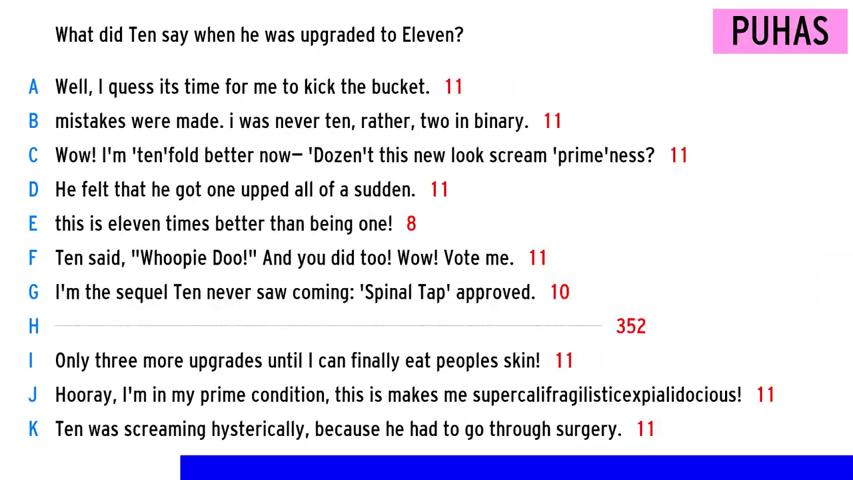 What did Ten say when he was upgraded to Eleven?
PUHAS
A Well, I quess its time for me to kick the bucket. 11
B mistakes were made. i was never ten, rather, two in binary. 11
C Wow! I'm 'ten'fold better now– 'Dozen't this new look scream 'prime'ness? 11
D He felt that he got one upped all of a sudden. 11
E this is eleven times better than being one! 8
F Ten said, "Whoopie Doo!" And you did too! Wow! Vote me. 11
G I'm the sequel Ten never saw coming: 'Spinal Tap' approved. 10
H 352
I Only three more upgrades until I can finally eat peoples skin! 11
J Hooray, I'm in my prime condition, this is makes me supercalifragilisticexpialidocious! 11
K Ten was screaming hysterically, because he had to go through surgery. 11